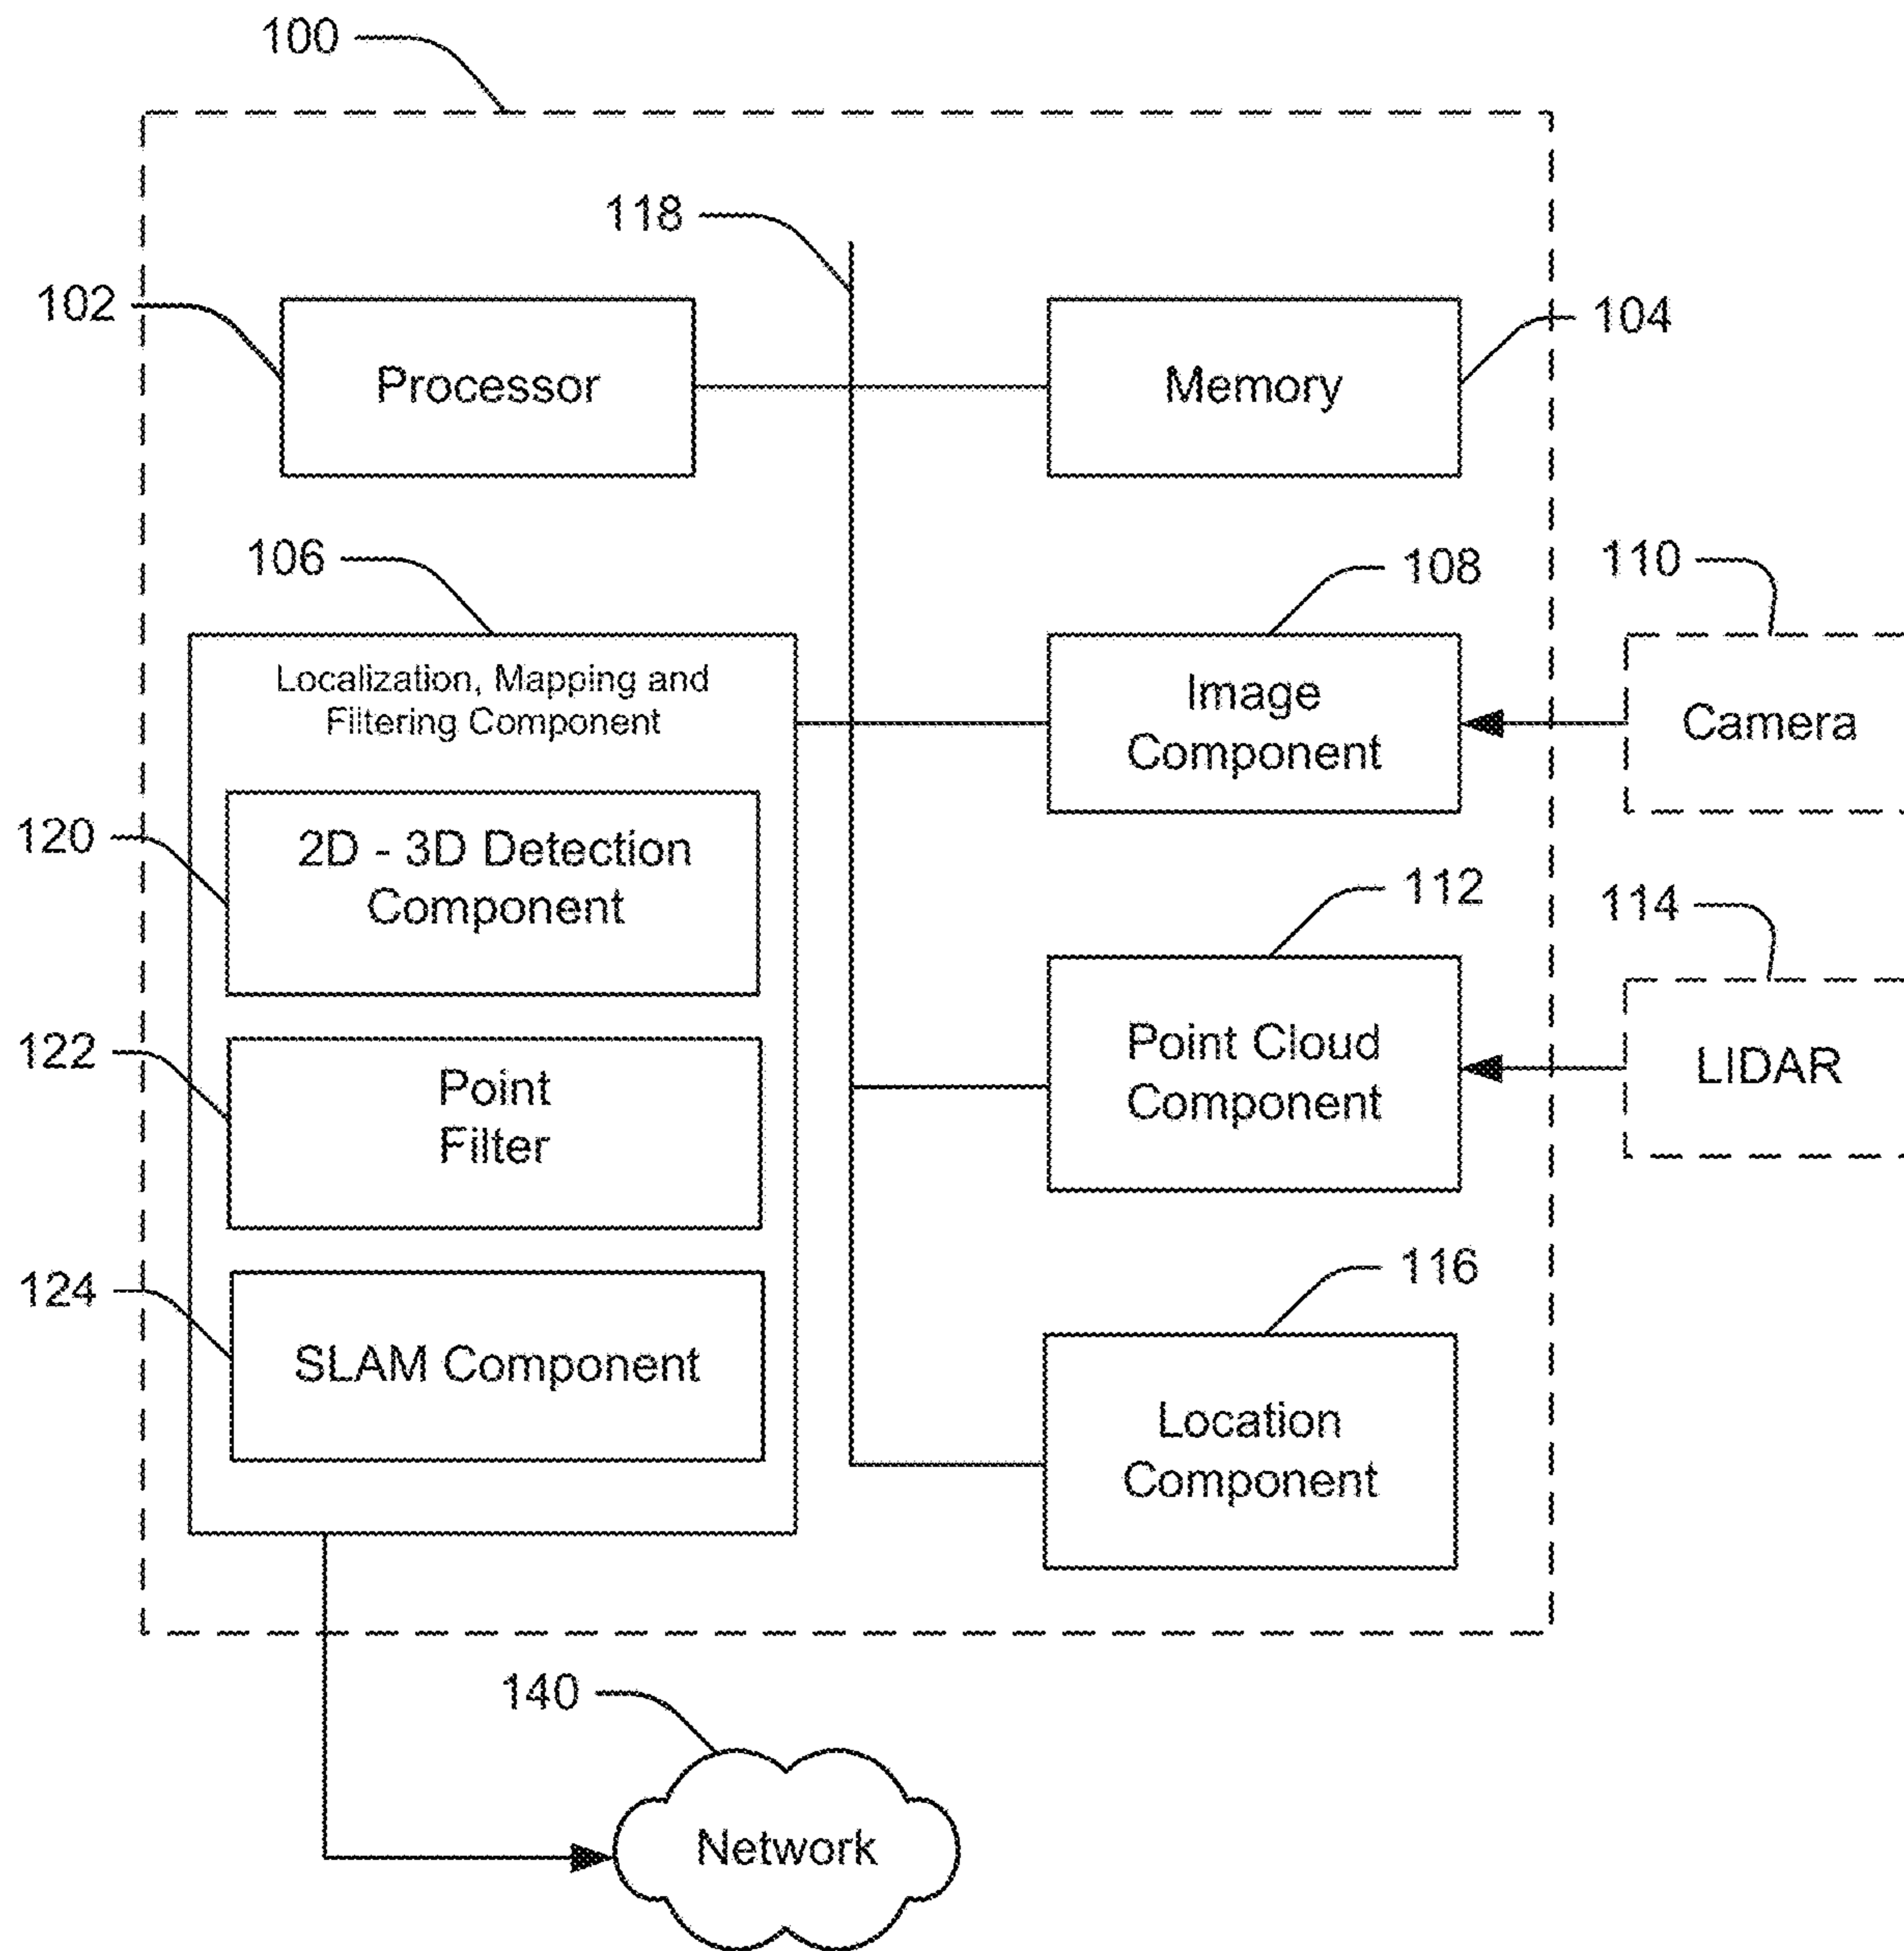 100
118
102
Processor
Memory
104
106
108
110
Localization, Mapping and
Filtering Component
Image
Component
Camera
120
2D - 3D Detection
Component
112
114
122
Point
Filter
Point Cloud
Component
LIDAR
124
SLAM Component
116
Location
Component
140
Network